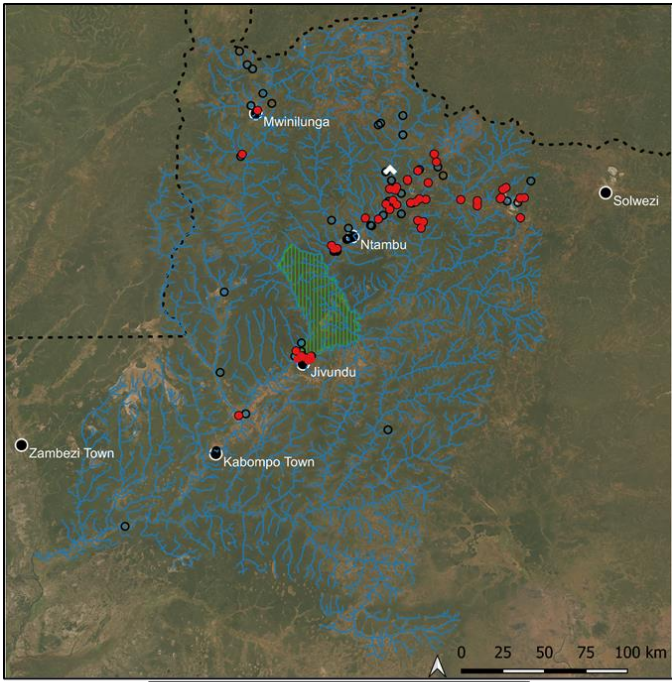 Mwinilunga
Solwezi
Ntambu
Jivundu
Zambezi Town
Kabompo Town
0 25 50 75 100 km